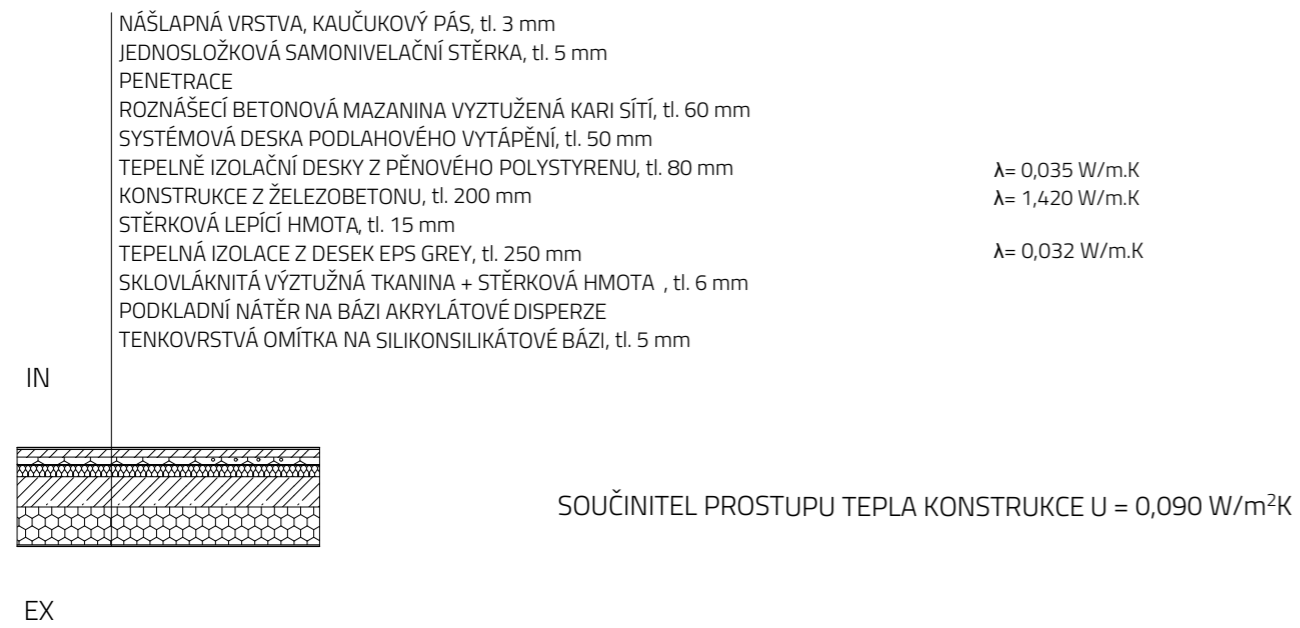 NÁŠLAPNÁ VRSTVA, KAUČUKOVÝ PÁS, tl. 3 mm
JEDNOSLOŽKOVÁ SAMONIVELAČNÍ STĚRKA, tl. 5 mm
PENETRACE
ROZNÁŠECÍ BETONOVÁ MAZANINA VYZTUŽENÁ KARI SÍTÍ, tl. 60 mm
SYSTÉMOVÁ DESKA PODLAHOVÉHO VYTÁPĚNÍ, tl. 50 mm
TEPELNĚ IZOLAČNÍ DESKY Z PĚNOVÉHO POLYSTYRENU, tl. 80 mm λ= 0,035 W/m.K
KONSTRUKCE Z ŽELEZOBETONU, tl. 200 mm λ= 1,420 W/m.K
STĚRKOVÁ LEPÍCÍ HMOTA, tl. 15 mm
TEPELNÁ IZOLACE Z DESEK EPS GREY, tl. 250 mm λ= 0,032 W/m.K
SKLOVLÁKNITÁ VÝZTUŽNÁ TKANINA + STĚRKOVÁ HMOTA , tl. 6 mm
PODKLADNÍ NÁTĚR NA BÁZI AKRYLÁTOVÉ DISPERZE
TENKOVRSTVÁ OMÍTKA NA SILIKONSILIKÁTOVÉ BÁZI, tl. 5 mm
IN
SOUČINITEL PROSTUPU TEPLA KONSTRUKCE U = 0,090 W/m²K
EX